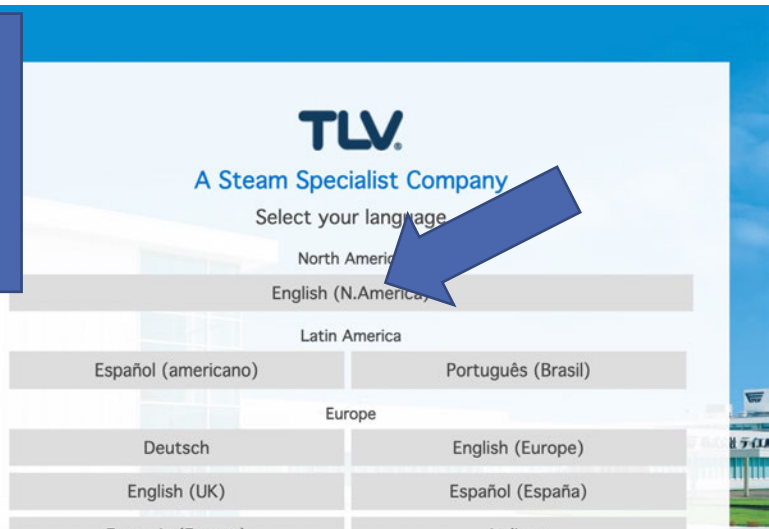 TLV®
A Steam Specialist Company
Select your language
North America
English (N.America)
Latin America
Español (americano)
Português (Brasil)
Europe
Deutsch
English (Europe)
English (UK)
Español (España)